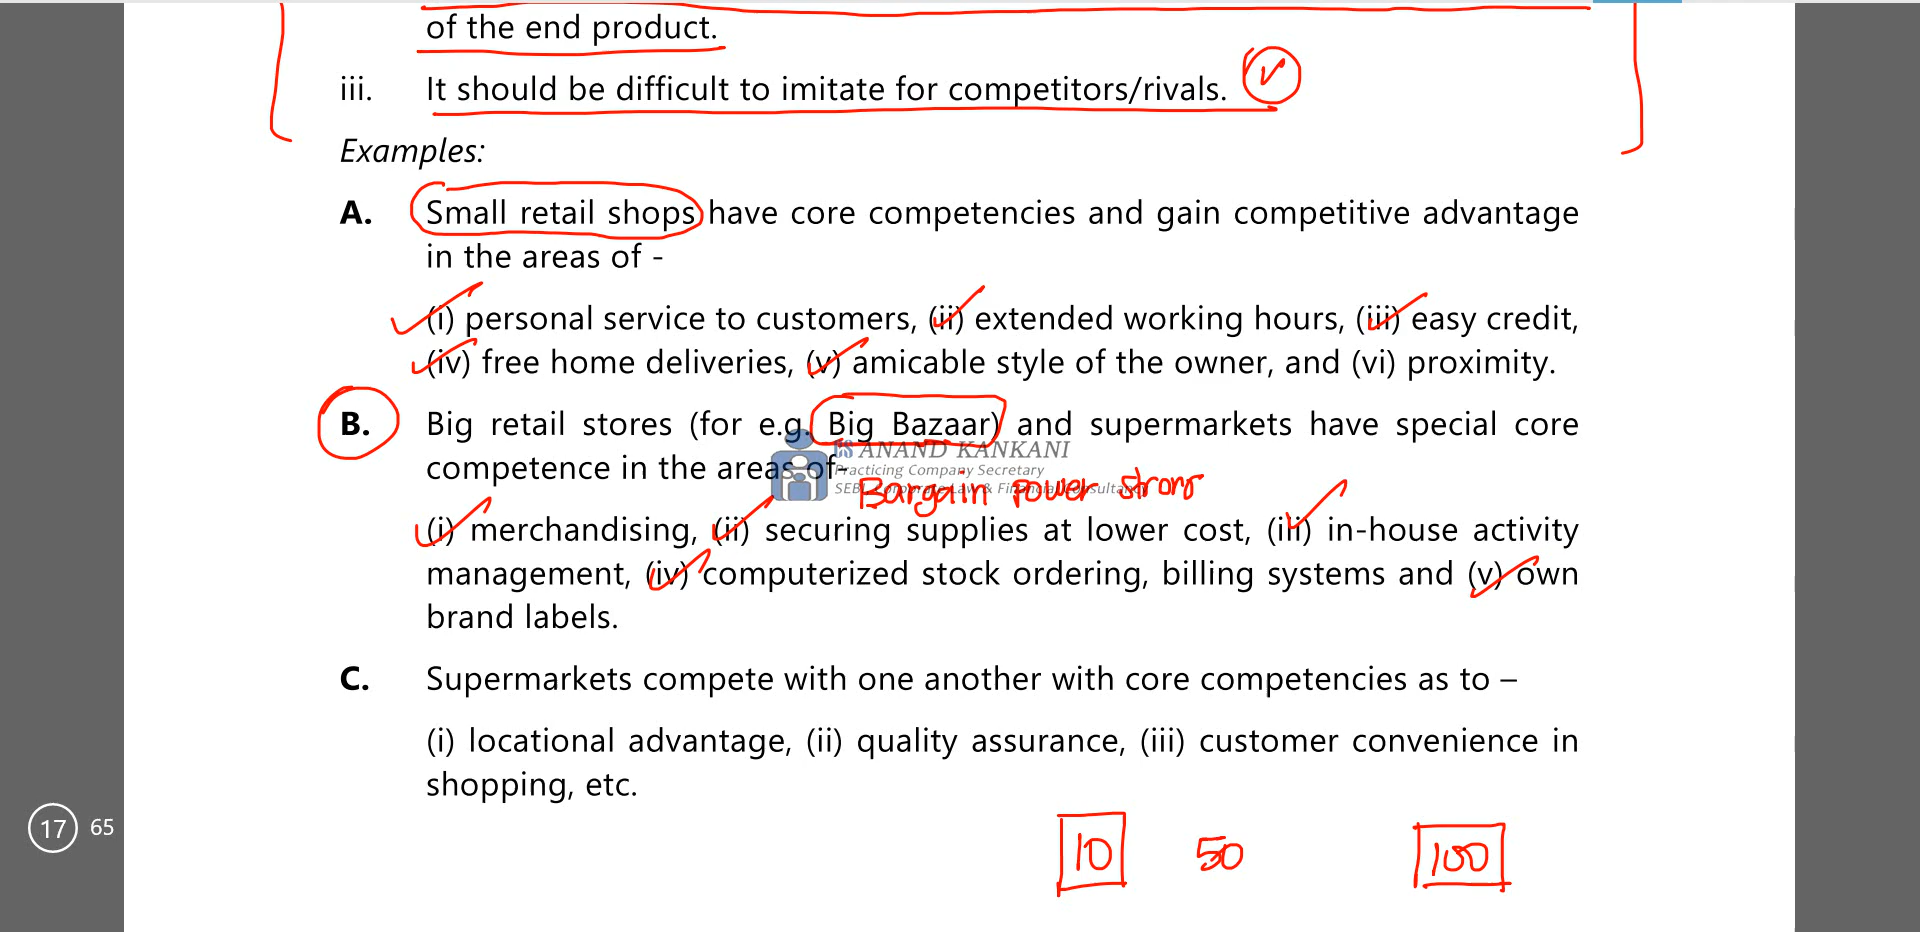 of the end product.
iii. It should be difficult to imitate for competitors/rivals.
Examples:
A. Small retail shops have core competencies and gain competitive advantage
in the areas of -
(i) personal service to customers, (ii) extended working hours, (iii) easy credit,
(iv) free home deliveries, (v) amicable style of the owner, and (vi) proximity.
B. Big retail stores (for e.g. Big Bazaar) and supermarkets have special core
ANAND KANKANI
competence in the areas of-
Practicing Company Secretary
SEBI, Corporate Law & Financial Consultancy
Bargain Power strong
(i) merchandising, (ii) securing supplies at lower cost, (iii) in-house activity
management, (iv) computerized stock ordering, billing systems and (v) own
brand labels.
C. Supermarkets compete with one another with core competencies as to –
(i) locational advantage, (ii) quality assurance, (iii) customer convenience in
shopping, etc.
17 65
10 50 100